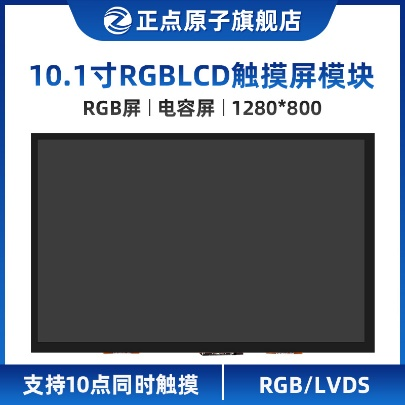 正点原子旗舰店
10.1寸RGBLCD触摸屏模块
RGB屏 | 电容屏 | 1280*800
支持10点同时触摸
RGB/LVDS